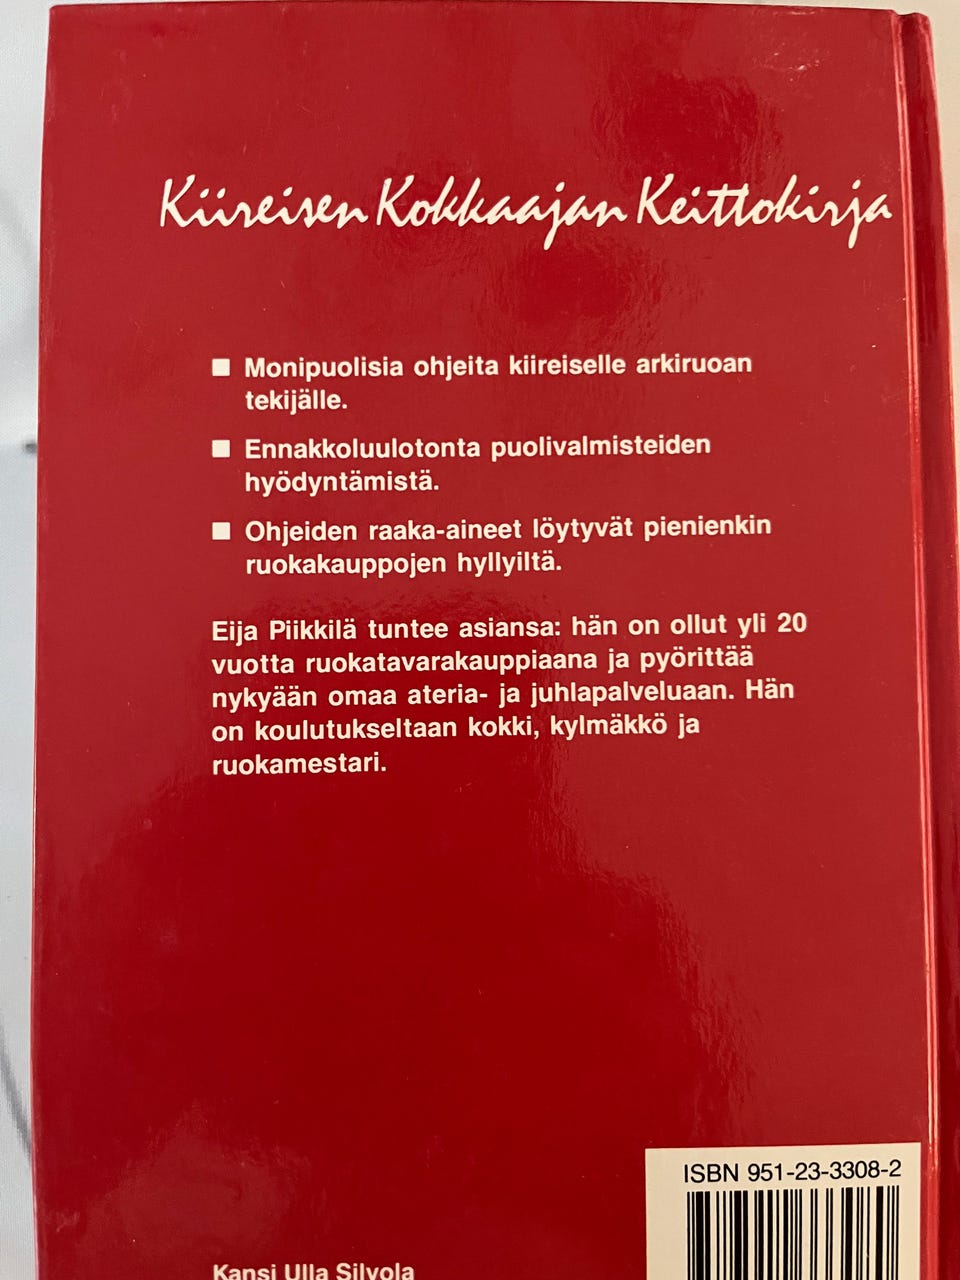 Kiireisen Kokkaajan Keittokirja
■ Monipuolisia ohjeita kiireiselle arkiruoan
tekijälle.
■ Ennakkoluulotonta puolivalmisteiden
hyödyntämistä.
■ Ohjeiden raaka-aineet löytyvät pienienkin
ruokakauppojen hyllyiltä.
Eija Piikkilä tuntee asiansa: hän on ollut yli 20
vuotta ruokatavarakauppiaana ja pyörittää
nykyään omaa ateria- ja juhlapalveluaan. Hän
on koulutukseltaan kokki, kylmäkkö ja
ruokamestari.
ISBN 951-23-3308-2
Kansi Ulla Silvola